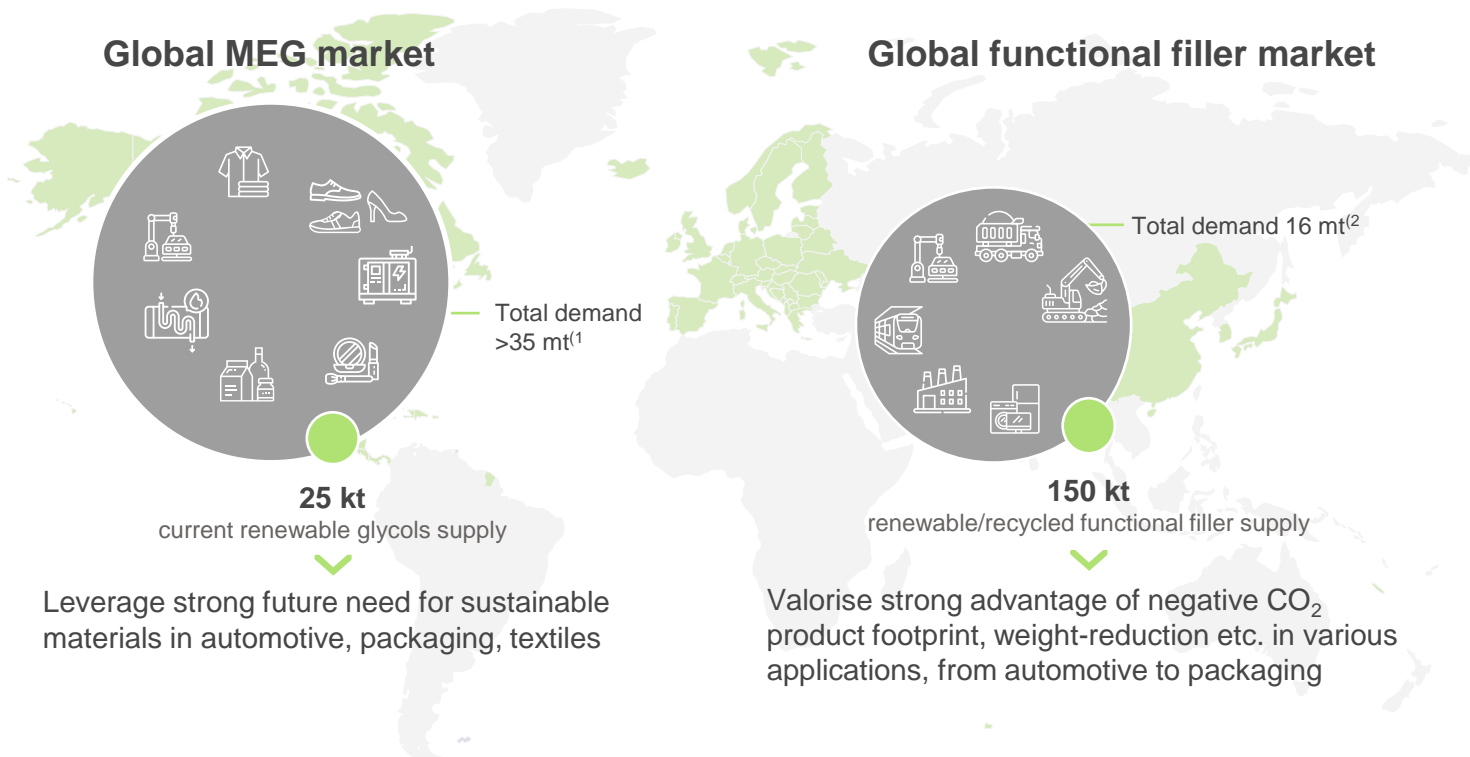 Global MEG market
Total demand
>35 mt(1
25 kt
current renewable glycols supply
Leverage strong future need for sustainable
materials in automotive, packaging, textiles
Global functional filler market
Total demand 16 mt(2
150 kt
renewable/recycled functional filler supply
Valorise strong advantage of negative CO2
product footprint, weight-reduction etc. in various
applications, from automotive to packaging